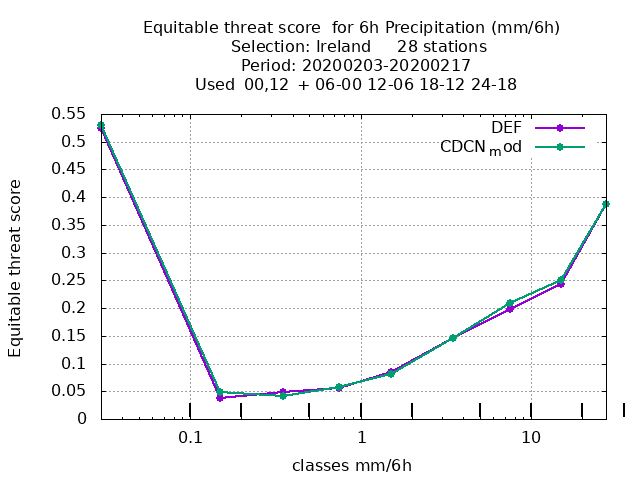 Equitable threat score  for 6h Precipitation (mm/6h)
Selection: Ireland     28 stations
Period: 20200203-20200217
Used  00,12  + 06-00 12-06 18-12 24-18
DEF
CDCN_mod
Equitable threat score
0.55
0.5
0.45
0.4
0.35
0.3
0.25
0.2
0.15
0.1
0.05
0
0.1
1
10
classes mm/6h